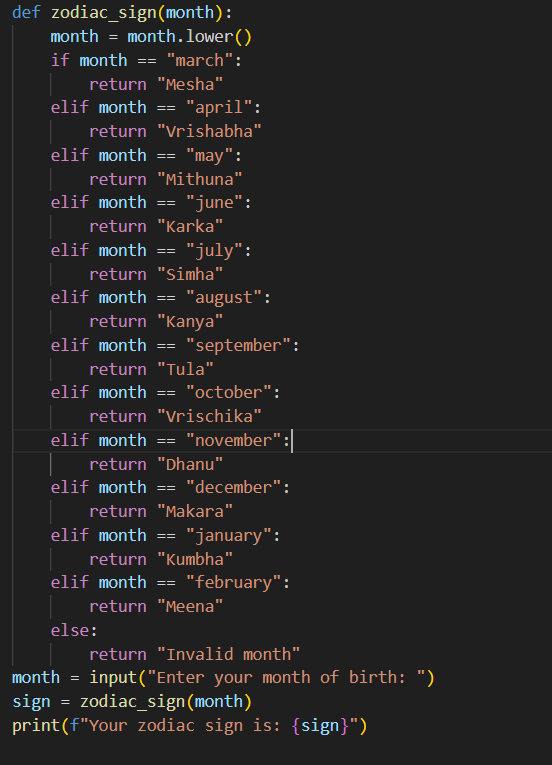 def zodiac_sign(month):
    month = month.lower()
    if month == "march":
        return "Mesha"
    elif month == "april":
        return "Vrishabha"
    elif month == "may":
        return "Mithuna"
    elif month == "june":
        return "Karka"
    elif month == "july":
        return "Simha"
    elif month == "august":
        return "Kanya"
    elif month == "september":
        return "Tula"
    elif month == "october":
        return "Vrischika"
    elif month == "november":
        return "Dhanu"
    elif month == "december":
        return "Makara"
    elif month == "january":
        return "Kumbha"
    elif month == "february":
        return "Meena"
    else:
        return "Invalid month"
month = input("Enter your month of birth: ")
sign = zodiac_sign(month)
print(f"Your zodiac sign is: {sign}")